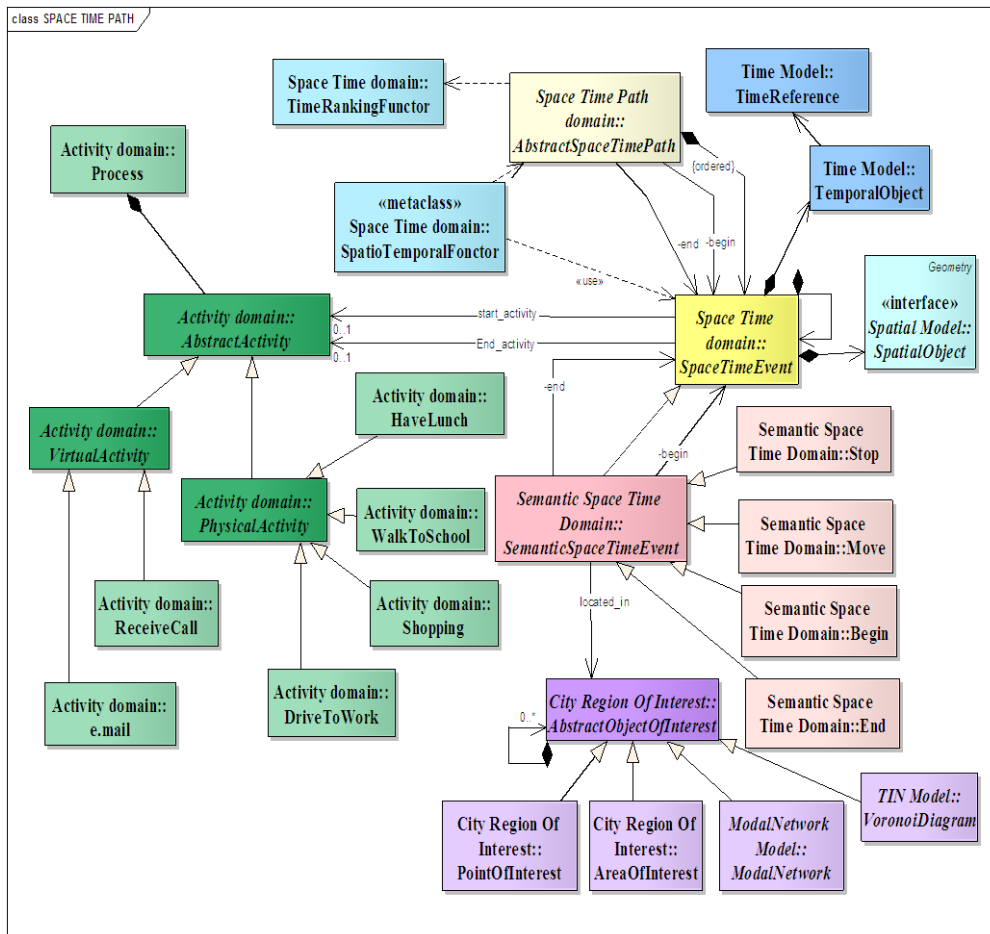 class SPACE TIME PATH
Space Time domain::
TimeRankingFunctor
Space Time Path
domain::
AbstractSpaceTimePath
Time Model::
TimeReference
Activity domain::
Process
Time Model::
TemporalObject
{ordered}
«metaclass»
Space Time domain::
SpatioTemporalFonctor
-end
-begin
«use»
Geometry
«interface»
Spatial Model::
SpatialObject
Activity domain::
AbstractActivity
start_activity
0..1
End_activity
0..1
Space Time
domain::
SpaceTimeEvent
-end
-begin
Activity domain::
HaveLunch
Activity domain::
VirtualActivity
Semantic Space
Time Domain::Stop
Activity domain::
PhysicalActivity
Activity domain::
WalkToSchool
Semantic Space Time
Domain::
SemanticSpaceTimeEvent
Semantic Space
Time Domain::Move
Activity domain::
ReceiveCall
Activity domain::
Shopping
located_in
Semantic Space
Time Domain::Begin
Activity domain::
e.mail
Activity domain::
DriveToWork
0..*
City Region Of Interest::
AbstractObjectOfInterest
Semantic Space
Time Domain::End
City Region Of
Interest::
PointOfInterest
City Region Of
Interest::
AreaOfInterest
ModalNetwork
Model::
ModalNetwork
TIN Model::
VoronoiDiagram